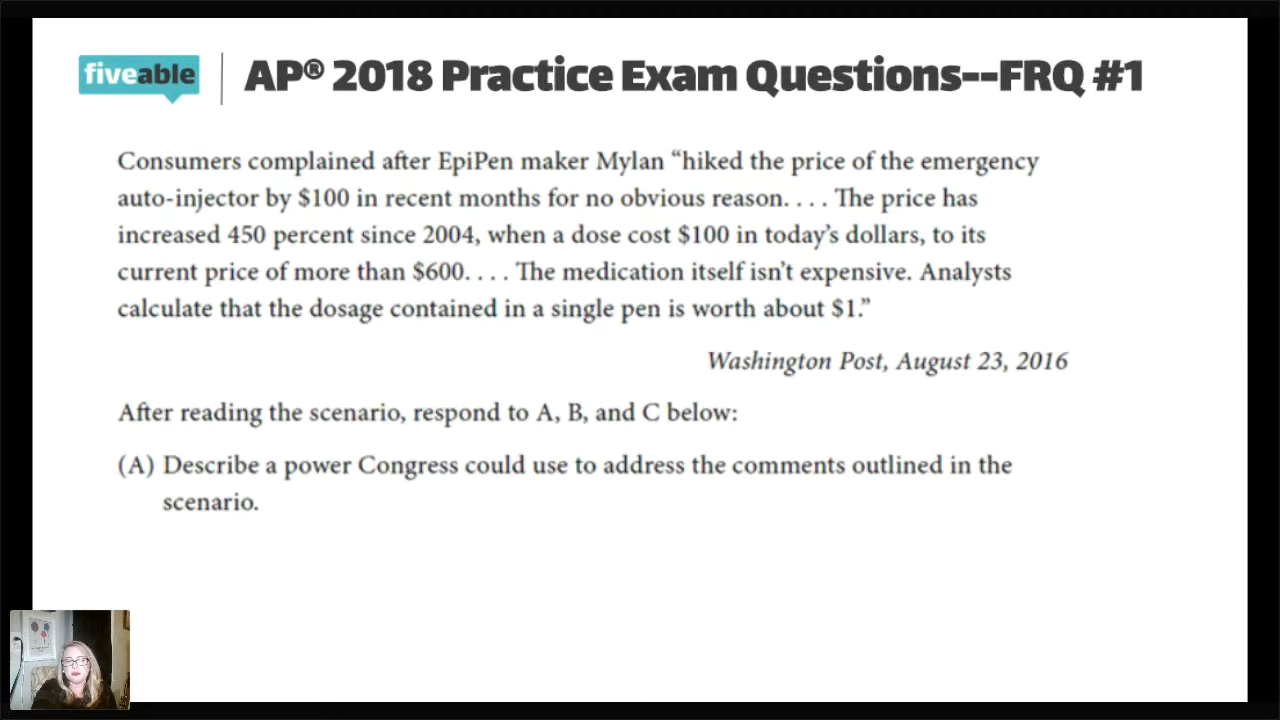 fiveable
AP® 2018 Practice Exam Questions--FRQ #1
Consumers complained after EpiPen maker Mylan “hiked the price of the emergency
auto-injector by $100 in recent months for no obvious reason. . . . The price has
increased 450 percent since 2004, when a dose cost $100 in today’s dollars, to its
current price of more than $600. . . . The medication itself isn’t expensive. Analysts
calculate that the dosage contained in a single pen is worth about $1.”
Washington Post, August 23, 2016
After reading the scenario, respond to A, B, and C below:
(A) Describe a power Congress could use to address the comments outlined in the
scenario.